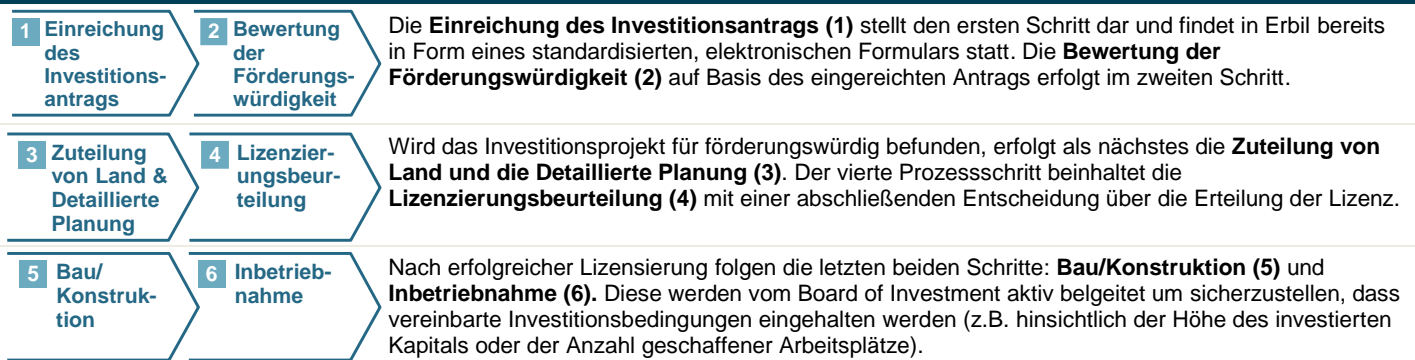 1 Einreichung
des
Investitions-
antrags
2 Bewertung
der
Förderungs-
würdigkeit
Die Einreichung des Investitionsantrags (1) stellt den ersten Schritt dar und findet in Erbil bereits
in Form eines standardisierten, elektronischen Formulars statt. Die Bewertung der
Förderungswürdigkeit (2) auf Basis des eingereichten Antrags erfolgt im zweiten Schritt.
3 Zuteilung
von Land &
Detaillierte
Planung
4 Lizenzier-
ungsbeur-
teilung
Wird das Investitionsprojekt für förderungswürdig befunden, erfolgt als nächstes die Zuteilung von
Land und die Detaillierte Planung (3). Der vierte Prozessschritt beinhaltet die
Lizenzierungsbeurteilung (4) mit einer abschließenden Entscheidung über die Erteilung der Lizenz.
5 Bau/
Konstruk-
tion
6 Inbetrieb-
nahme
Nach erfolgreicher Lizensierung folgen die letzten beiden Schritte: Bau/Konstruktion (5) und
Inbetriebnahme (6). Diese werden vom Board of Investment aktiv belgeitet um sicherzustellen, dass
vereinbarte Investitionsbedingungen eingehalten werden (z.B. hinsichtlich der Höhe des investierten
Kapitals oder der Anzahl geschaffener Arbeitsplätze).